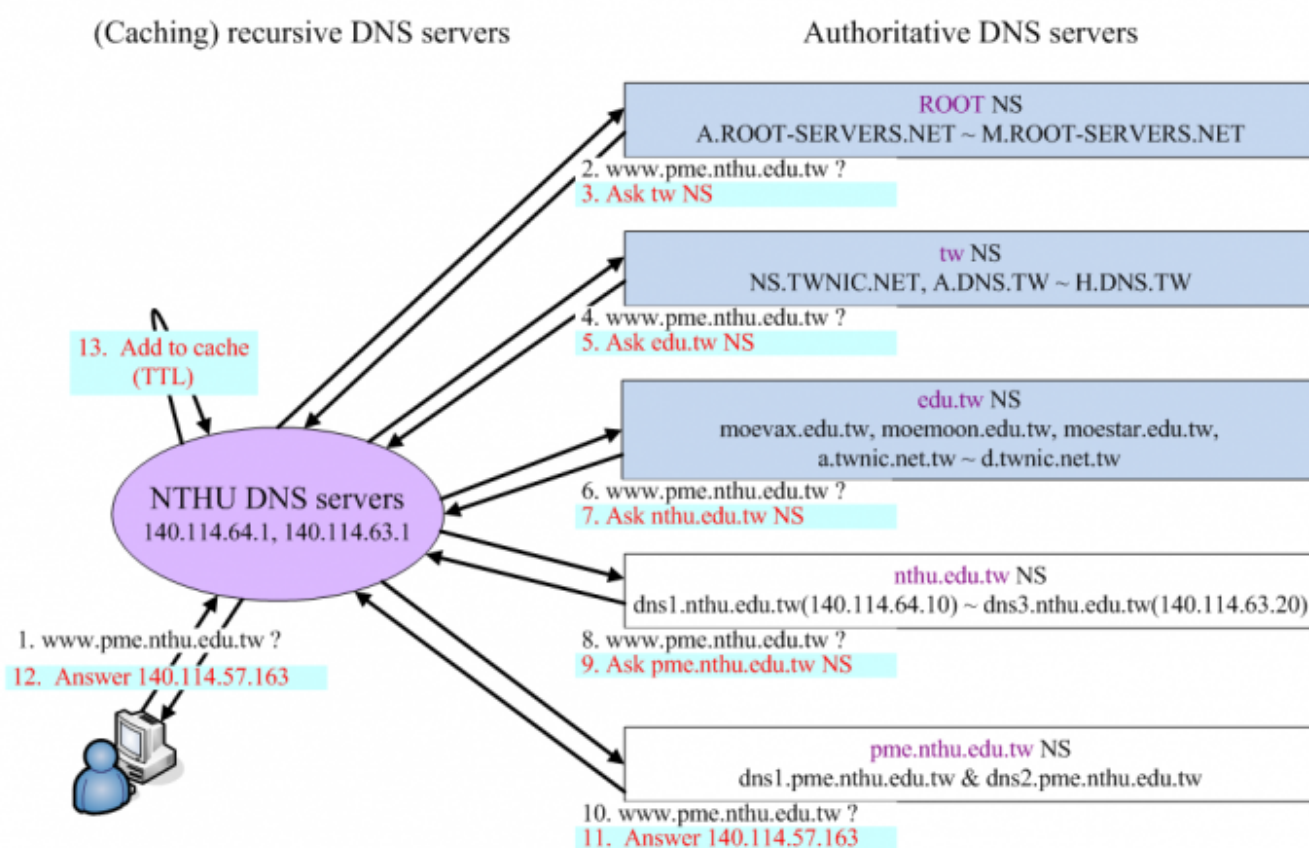 (Caching) recursive DNS servers
Authoritative DNS servers
ROOT NS
A.ROOT-SERVERS.NET ~ M.ROOT-SERVERS.NET
2. www.pme.nthu.edu.tw ?
3. Ask tw NS
tw NS
NS.TWNIC.NET, A.DNS.TW ~ H.DNS.TW
4. www.pme.nthu.edu.tw ?
5. Ask edu.tw NS
13. Add to cache
(TTL)
edu.tw NS
moevax.edu.tw, moemoon.edu.tw, moestar.edu.tw,
a.twnic.net.tw ~ d.twnic.net.tw
6. www.pme.nthu.edu.tw ?
7. Ask nthu.edu.tw NS
NTHU DNS servers
140.114.64.1, 140.114.63.1
nthu.edu.tw NS
dns1.nthu.edu.tw(140.114.64.10) ~ dns3.nthu.edu.tw(140.114.63.20)
8. www.pme.nthu.edu.tw ?
9. Ask pme.nthu.edu.tw NS
1. www.pme.nthu.edu.tw ?
12. Answer 140.114.57.163
pme.nthu.edu.tw NS
dns1.pme.nthu.edu.tw & dns2.pme.nthu.edu.tw
10. www.pme.nthu.edu.tw ?
11. Answer 140.114.57.163